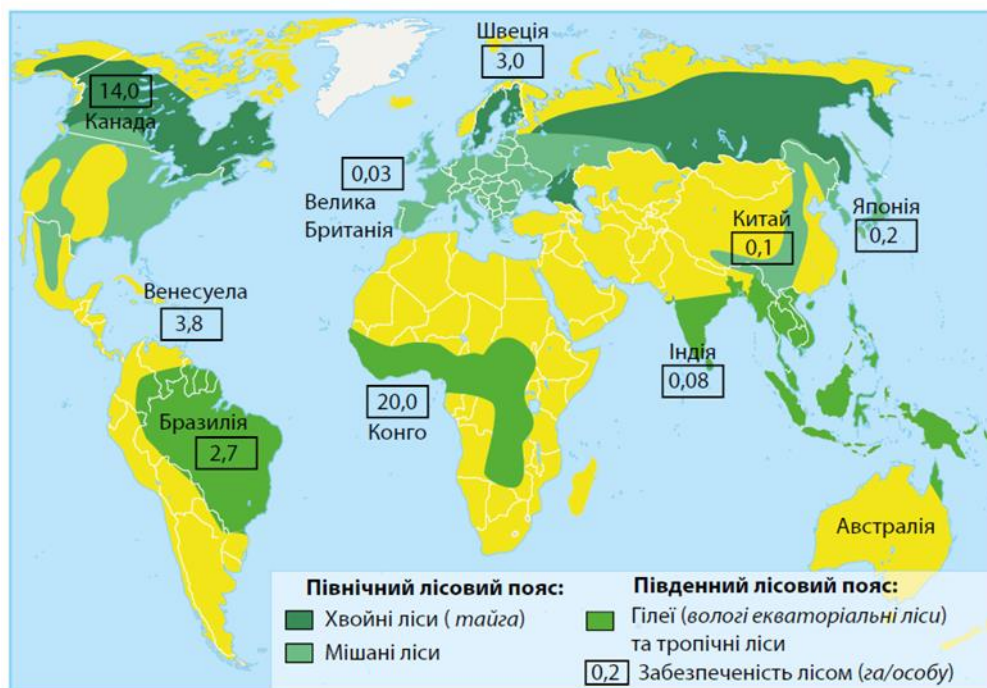 Швеція
3,0
14,0
Канада
0,03
Велика
Британія
Китай
0,1
Японія
0,2
Венесуела
3,8
Індія
0,08
20,0
Конго
Бразилія
2,7
Австралія
Північний лісовий пояс:
Хвойні ліси ( тайга)
Мішані ліси
Південний лісовий пояс:
Гілеї (вологі екваторіальні ліси)
та тропічні ліси
0,2 Забезпеченість лісом (га/особу)